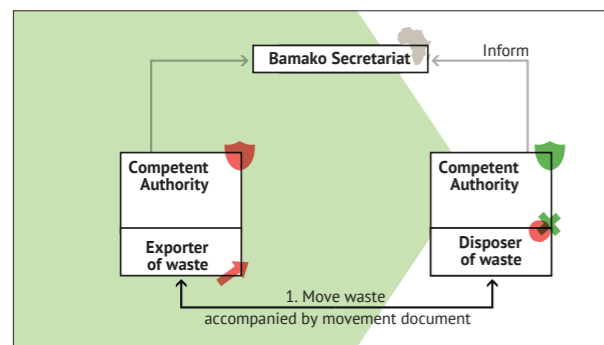 Bamako Secretariat
Inform
Competent
Authority
Exporter
of waste
Competent
Authority
Disposer
of waste
1. Move waste
accompanied by movement document